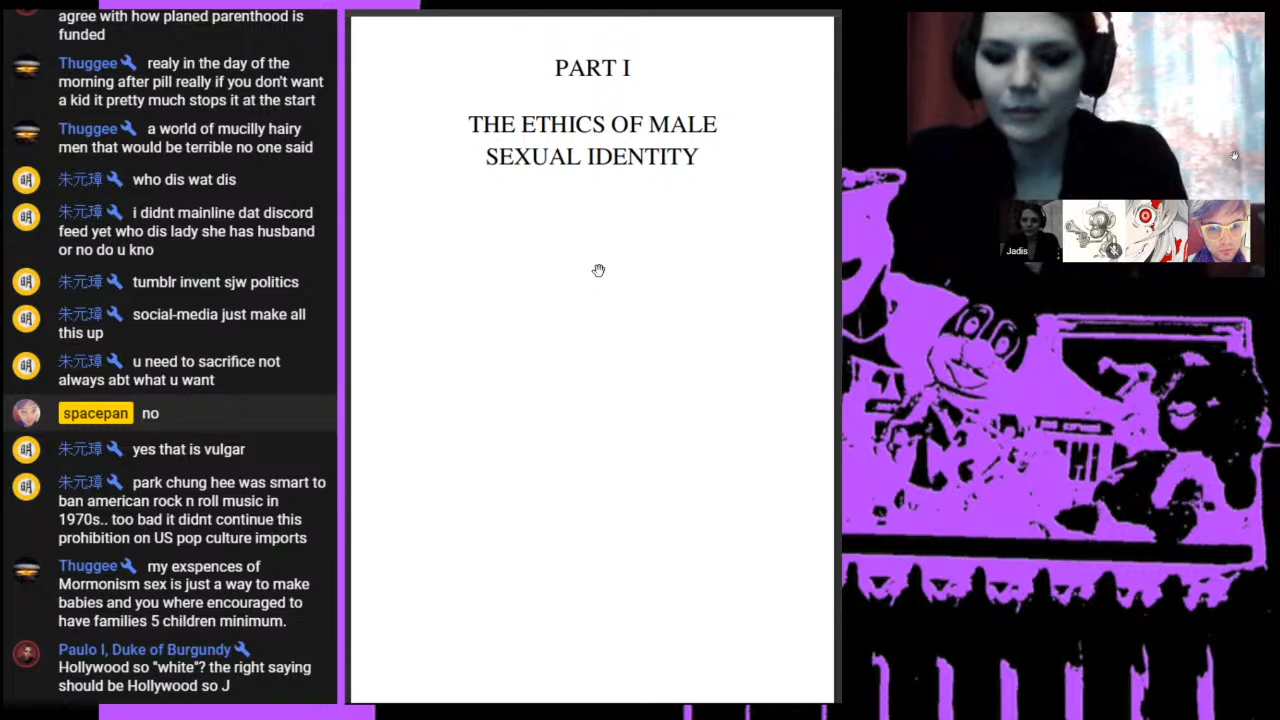 agree with how planed parenthood is
funded
Thuggee realy in the day of the
morning after pill really if you don't want
a kid it pretty much stops it at the start
Thuggee a world of mucilly hairy
men that would be terrible no one said
朱元璋 who dis wat dis
朱元璋 i didnt mainline dat discord
feed yet who dis lady she has husband
or no do u kno
朱元璋 tumblr invent sjw politics
朱元璋 social-media just make all
this up
朱元璋 u need to sacrifice not
always abt what u want
spacepan no
朱元璋 yes that is vulgar
朱元璋 park chung hee was smart to
ban american rock n roll music in
1970s.. too bad it didnt continue this
prohibition on US pop culture imports
Thuggee my exspences of
Mormonism sex is just a way to make
babies and you where encouraged to
have families 5 children minimum.
Paulo I, Duke of Burgundy
Hollywood so "white"? the right saying
should be Hollywood so J
PART I
THE ETHICS OF MALE
SEXUAL IDENTITY
Jadis
明
明
明
明
明
明
明